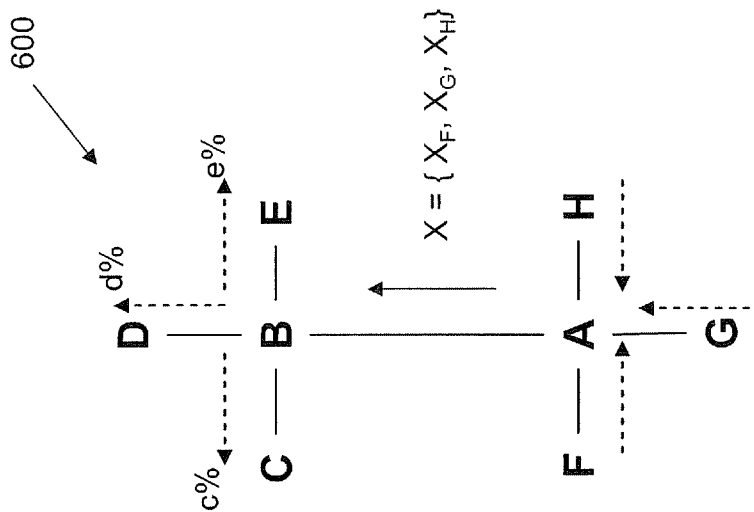 600
d%
c%
e%
D
C B E
X = { X_F, X_G, X_H}
F A H
G